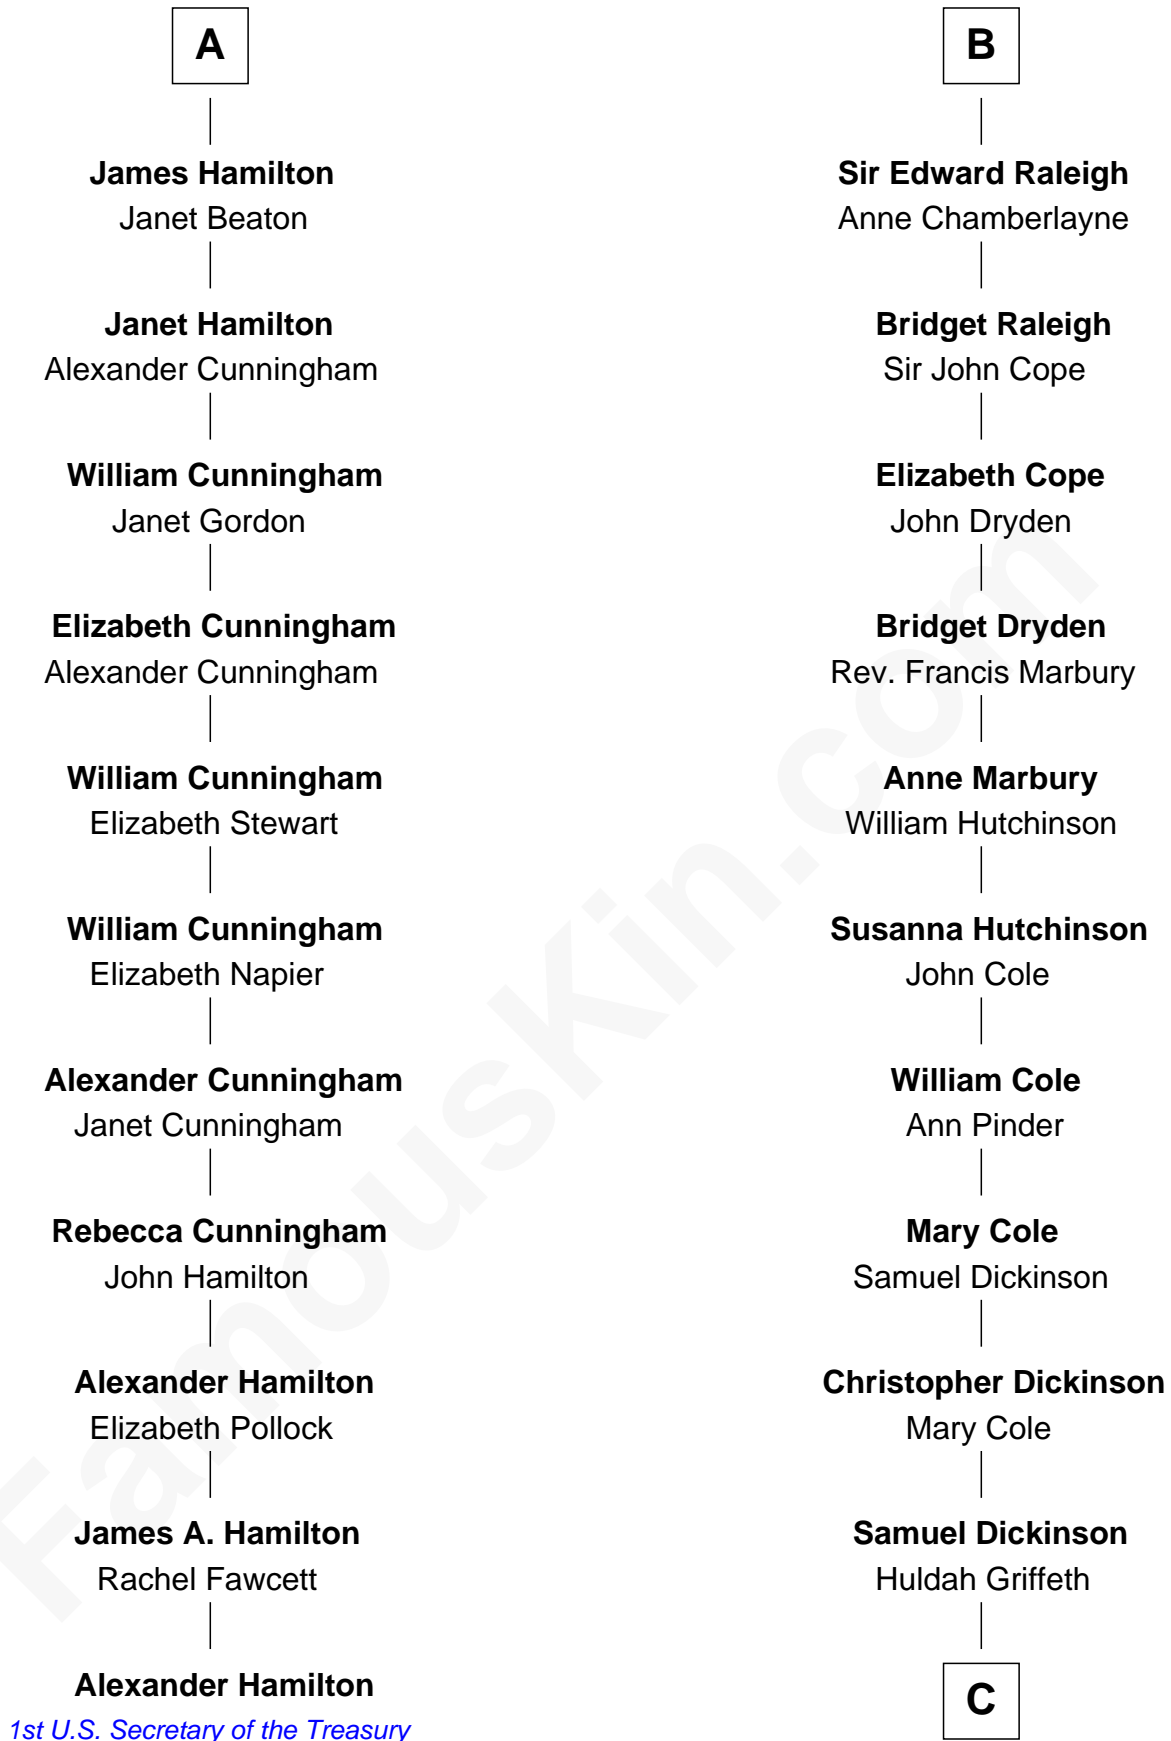 A
James Hamilton
Janet Beaton
Janet Hamilton
Alexander Cunningham
William Cunningham
Janet Gordon
Elizabeth Cunningham
Alexander Cunningham
William Cunningham
Elizabeth Stewart
William Cunningham
Elizabeth Napier
Alexander Cunningham
Janet Cunningham
Rebecca Cunningham
John Hamilton
Alexander Hamilton
Elizabeth Pollock
James A. Hamilton
Rachel Fawcett
Alexander Hamilton
1st U.S. Secretary of the Treasury
B
Sir Edward Raleigh
Anne Chamberlayne
Bridget Raleigh
Sir John Cope
Elizabeth Cope
John Dryden
Bridget Dryden
Rev. Francis Marbury
Anne Marbury
William Hutchinson
Susanna Hutchinson
John Cole
William Cole
Ann Pinder
Mary Cole
Samuel Dickinson
Christopher Dickinson
Mary Cole
Samuel Dickinson
Huldah Griffeth
C
FamousKin.com